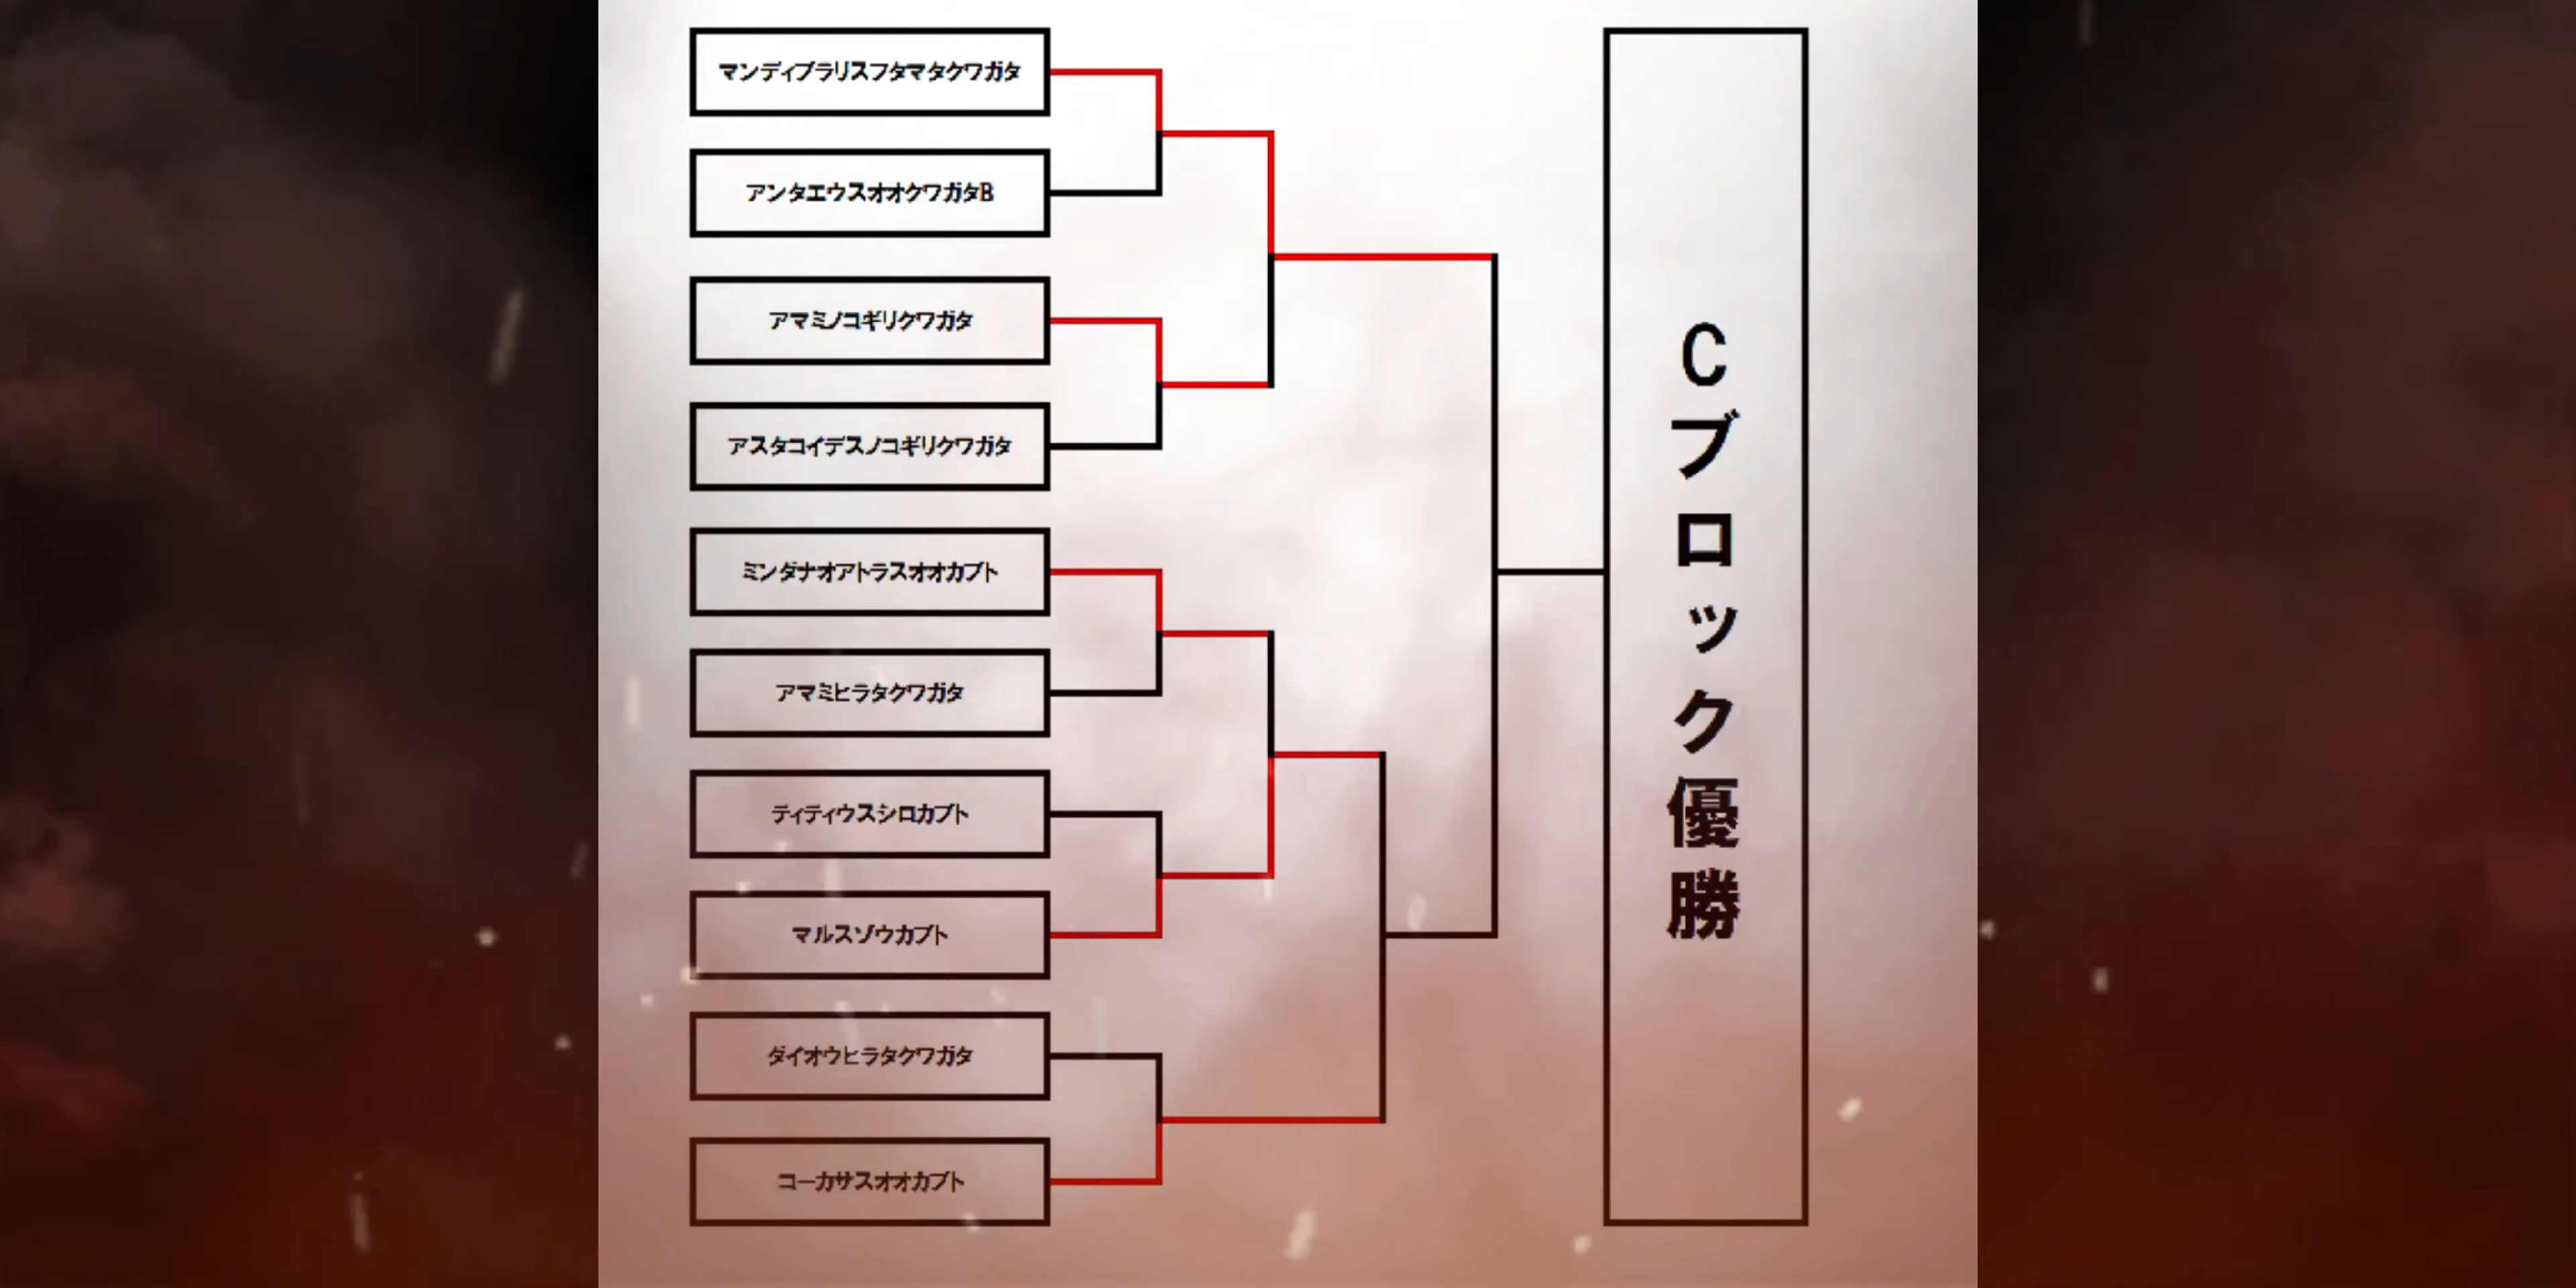 マンディブラリスフタマタクワガタ
アンタエウスオオクワガタB
アマミノコギリクワガタ
アスタコイデスノコギリクワガタ
ミンダナオアトラスオオカブト
アマミヒラタクワガタ
ティティウスシロカブト
マルスゾウカブト
ダイオウヒラタクワガタ
コーカサスオオカブト
Cブロック優勝